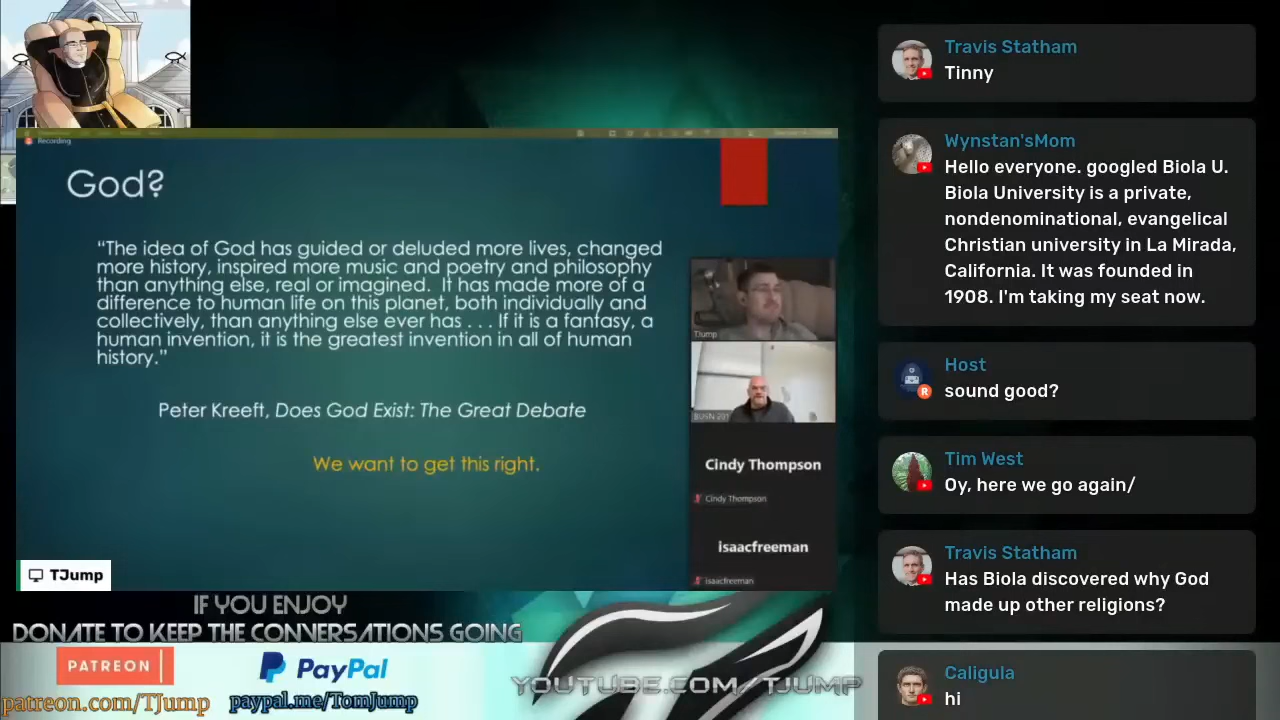 Recording
God?
“The idea of God has guided or deluded more lives, changed
more history, inspired more music and poetry and philosophy
than anything else, real or imagined.  It has made more of a
difference to human life on this planet, both individually and
collectively, than anything else ever has . . . If it is a fantasy, a
human invention, it is the greatest invention in all of human
history.”
Peter Kreeft, Does God Exist: The Great Debate
We want to get this right.
TJump
BUSN 201
Cindy Thompson
Cindy Thompson
isaacfreeman
isaacfreeman
TJump
IF YOU ENJOY
DONATE TO KEEP THE CONVERSATIONS GOING
PATREON
PayPal
patreon.com/TJump
paypal.me/TomJump
YOUTUBE.COM/TJUMP
Travis Statham
Tinny
Wynstan'sMom
Hello everyone. googled Biola U.
Biola University is a private,
nondenominational, evangelical
Christian university in La Mirada,
California. It was founded in
1908. I'm taking my seat now.
Host
sound good?
Tim West
Oy, here we go again/
Travis Statham
Has Biola discovered why God
made up other religions?
Caligula
hi